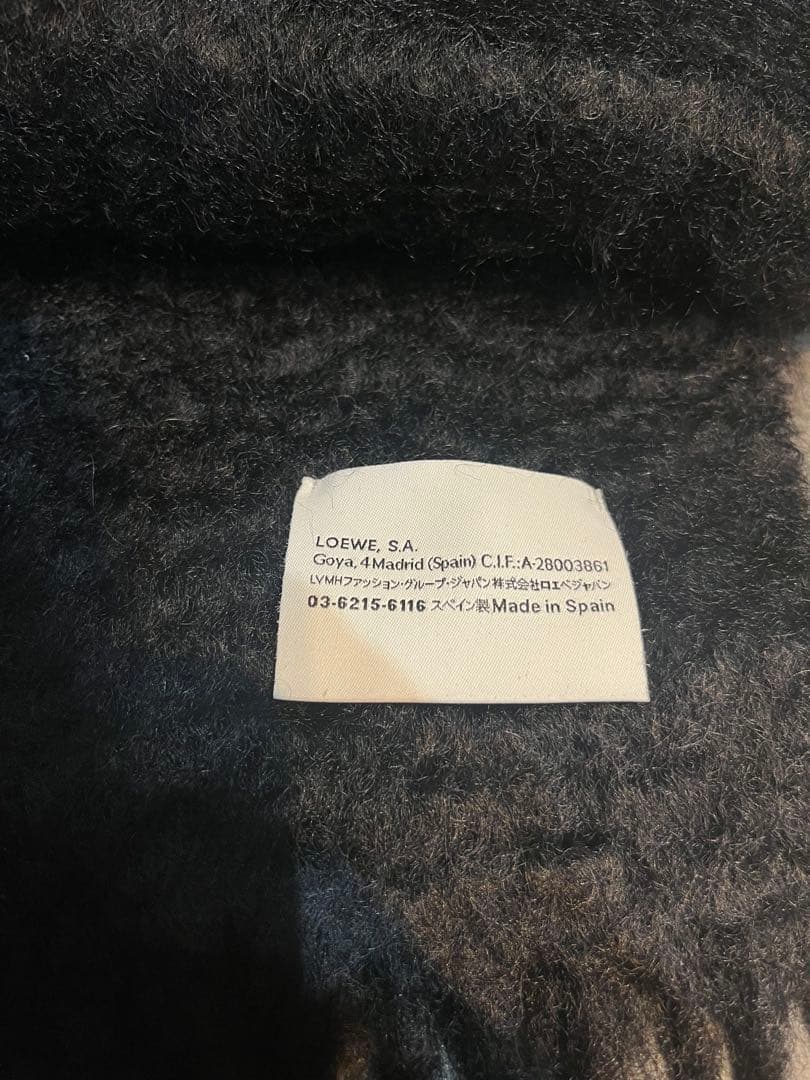 LOEWE, S.A.
Goya, 4 Madrid (Spain) C.I.F.:A-28003861
LVMHファッション・グループ・ジャパン株式会社ロエベジャパン
03-6215-6116 スペイン製 Made in Spain